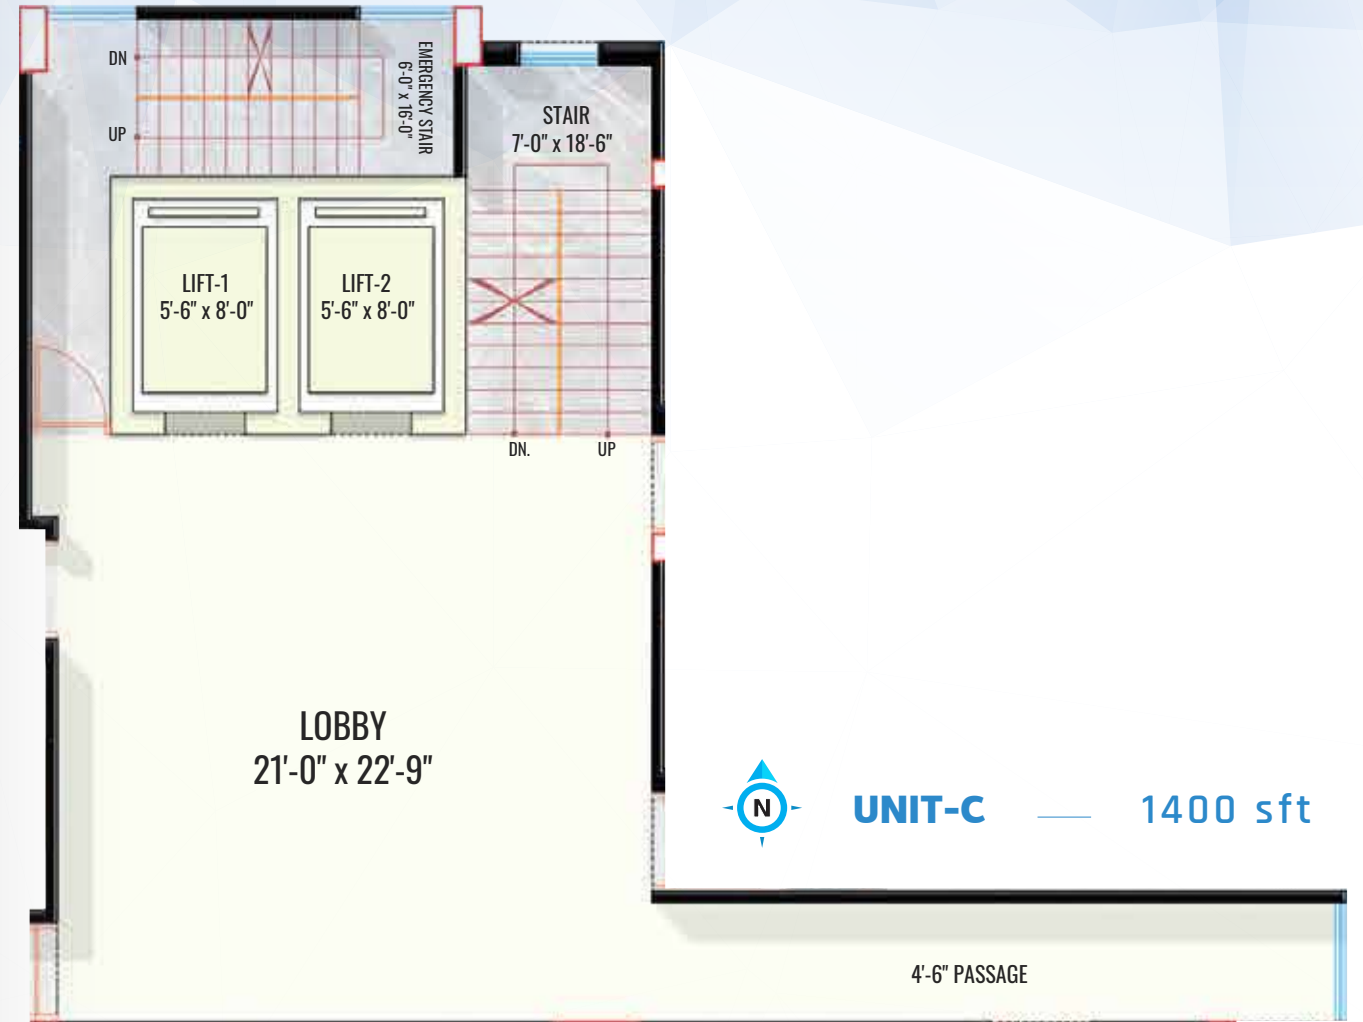 DN
UP
EMERGENCY STAIR
6'-0" x 16'-0"
STAIR
7'-0" x 18'-6"
LIFT-1
5'-6" x 8'-0"
LIFT-2
5'-6" x 8'-0"
DN.
UP
LOBBY
21'-0" x 22'-9"
N
UNIT-C
1400 sft
4'-6" PASSAGE